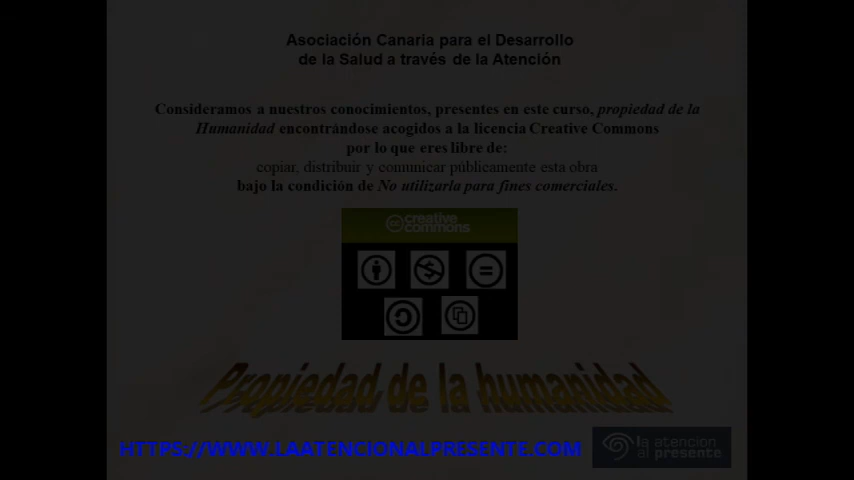 Asociación Canaria para el Desarrollo
de la Salud a través de la Atención
Consideramos a nuestros conocimientos, presentes en este curso, propiedad de la
Humanidad encontrándose acogidos a la licencia Creative Commons
por lo que eres libre de:
copiar, distribuir y comunicar públicamente esta obra
bajo la condición de No utilizarla para fines comerciales.
cc creative
commons
Propiedad de la humanidad
HTTPS://WWW.LAATENCIONALPRESENTE.COM
la atencion
al presente